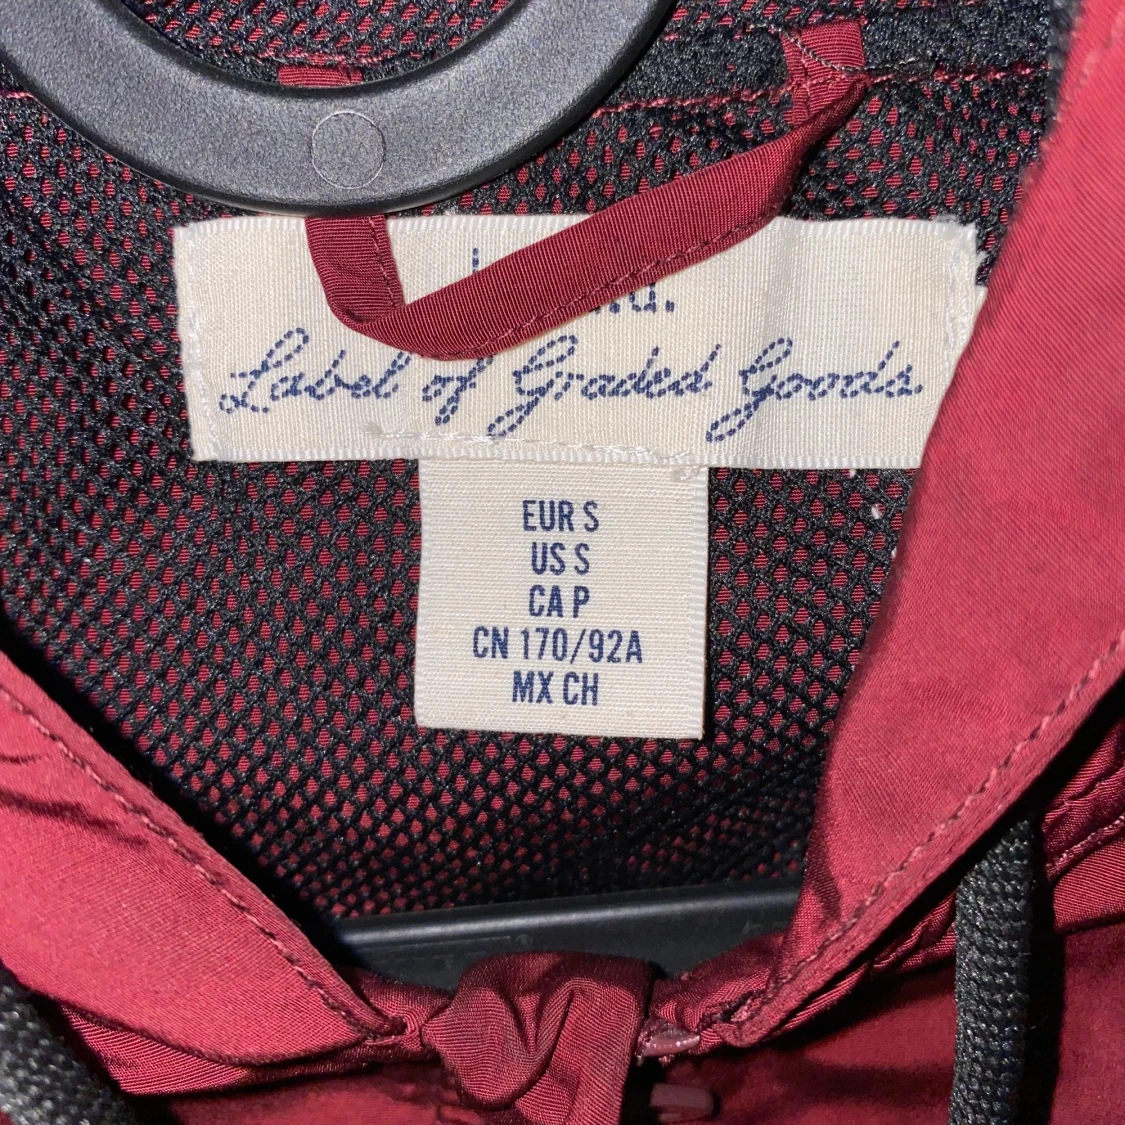 Label of Graded Goods
EUR S
US S
CA P
CN 170/92A
MX CH